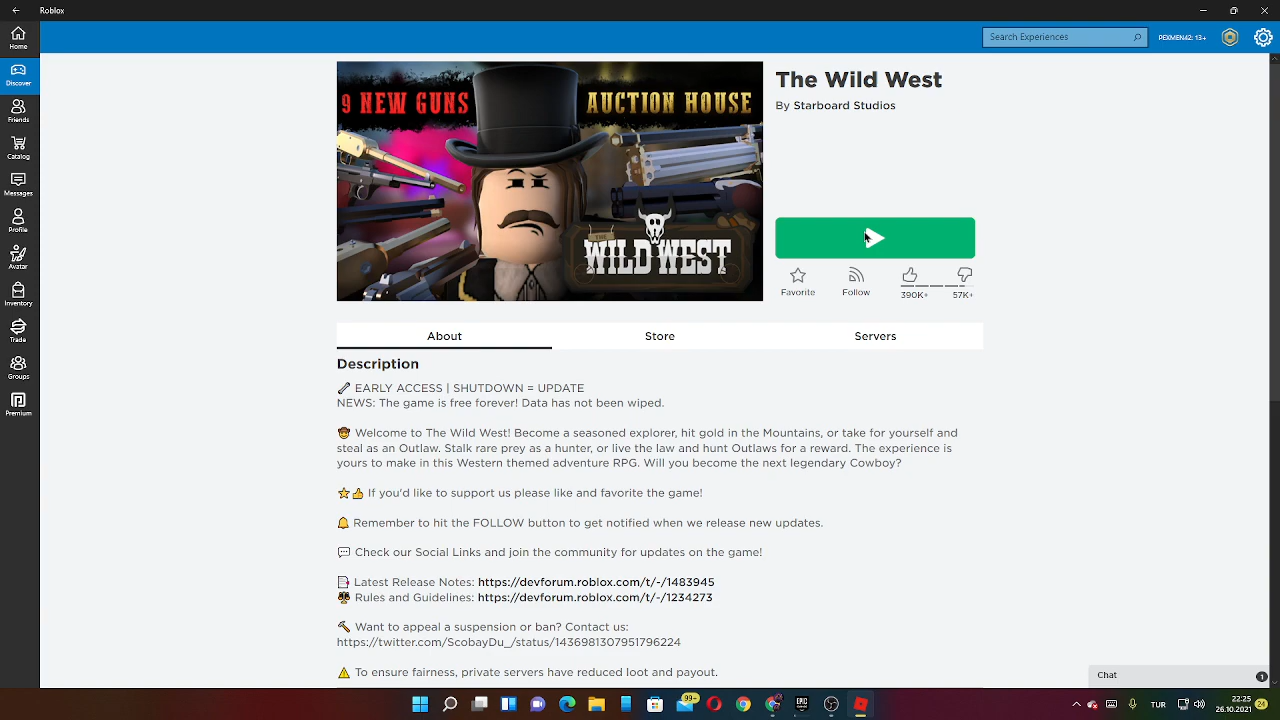 Roblox
Home
Discover
Friends
Catalog
Messages
Profile
Avatar
Inventory
Trade
Groups
Premium
Search Experiences
PEXMEN42: 13+
9 NEW GUNS
AUCTION HOUSE
THE
WILD WEST
The Wild West
By Starboard Studios
Favorite
Follow
390K+
57K+
About
Store
Servers
Description
EARLY ACCESS | SHUTDOWN = UPDATE
NEWS: The game is free forever! Data has not been wiped.
Welcome to The Wild West! Become a seasoned explorer, hit gold in the Mountains, or take for yourself and
steal as an Outlaw. Stalk rare prey as a hunter, or live the law and hunt Outlaws for a reward. The experience is
yours to make in this Western themed adventure RPG. Will you become the next legendary Cowboy?
If you'd like to support us please like and favorite the game!
Remember to hit the FOLLOW button to get notified when we release new updates.
Check our Social Links and join the community for updates on the game!
Latest Release Notes: https://devforum.roblox.com/t/-/1483945
Rules and Guidelines: https://devforum.roblox.com/t/-/1234273
Want to appeal a suspension or ban? Contact us:
https://twitter.com/ScobayDu_/status/1436981307951796224
To ensure fairness, private servers have reduced loot and payout.
Chat
1
99+
EPIC
TUR
22:25
26.10.2021